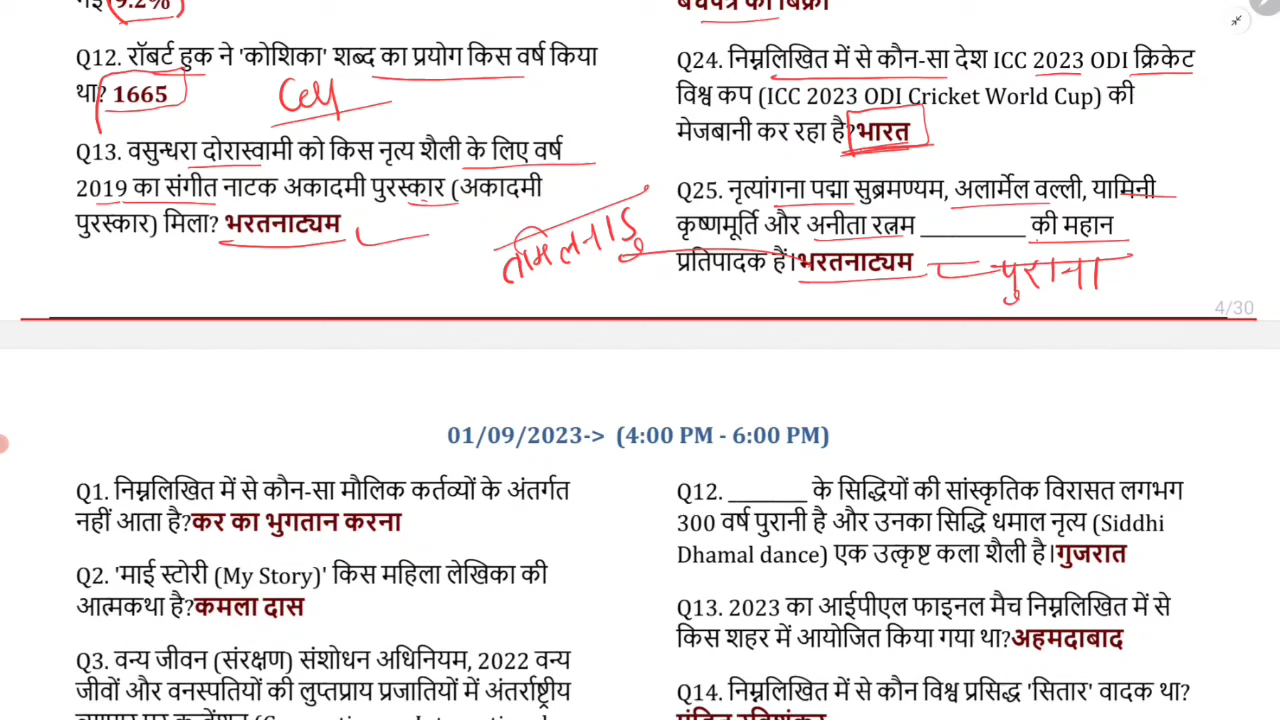 9.2%
Q12. रॉबर्ट हुक ने 'कोशिका' शब्द का प्रयोग किस वर्ष किया
था? 1665
Cell
Q13. वसुन्धरा दोरास्वामी को किस नृत्य शैली के लिए वर्ष
2019 का संगीत नाटक अकादमी पुरस्कार (अकादमी
पुरस्कार) मिला? भरतनाट्यम
तामिलनाडु
Q24. निम्नलिखित में से कौन-सा देश ICC 2023 ODI क्रिकेट
विश्व कप (ICC 2023 ODI Cricket World Cup) की
मेजबानी कर रहा है?भारत
Q25. नृत्यांगना पद्मा सुब्रमण्यम, अलार्मेल वल्ली, यामिनी
कृष्णमूर्ति और अनीता रत्नम ________ की महान
प्रतिपादक हैं।भरतनाट्यम
पुराना
4/30
01/09/2023-> (4:00 PM - 6:00 PM)
Q1. निम्नलिखित में से कौन-सा मौलिक कर्तव्यों के अंतर्गत
नहीं आता है?कर का भुगतान करना
Q2. 'माई स्टोरी (My Story)' किस महिला लेखिका की
आत्मकथा है?कमला दास
Q3. वन्य जीवन (संरक्षण) संशोधन अधिनियम, 2022 वन्य
जीवों और वनस्पतियों की लुप्तप्राय प्रजातियों में अंतर्राष्ट्रीय
Q12. ________ के सिद्धियों की सांस्कृतिक विरासत लगभग
300 वर्ष पुरानी है और उनका सिद्धि धमाल नृत्य (Siddhi
Dhamal dance) एक उत्कृष्ट कला शैली है।गुजरात
Q13. 2023 का आईपीएल फाइनल मैच निम्नलिखित में से
किस शहर में आयोजित किया गया था?अहमदाबाद
Q14. निम्नलिखित में से कौन विश्व प्रसिद्ध 'सितार' वादक था?